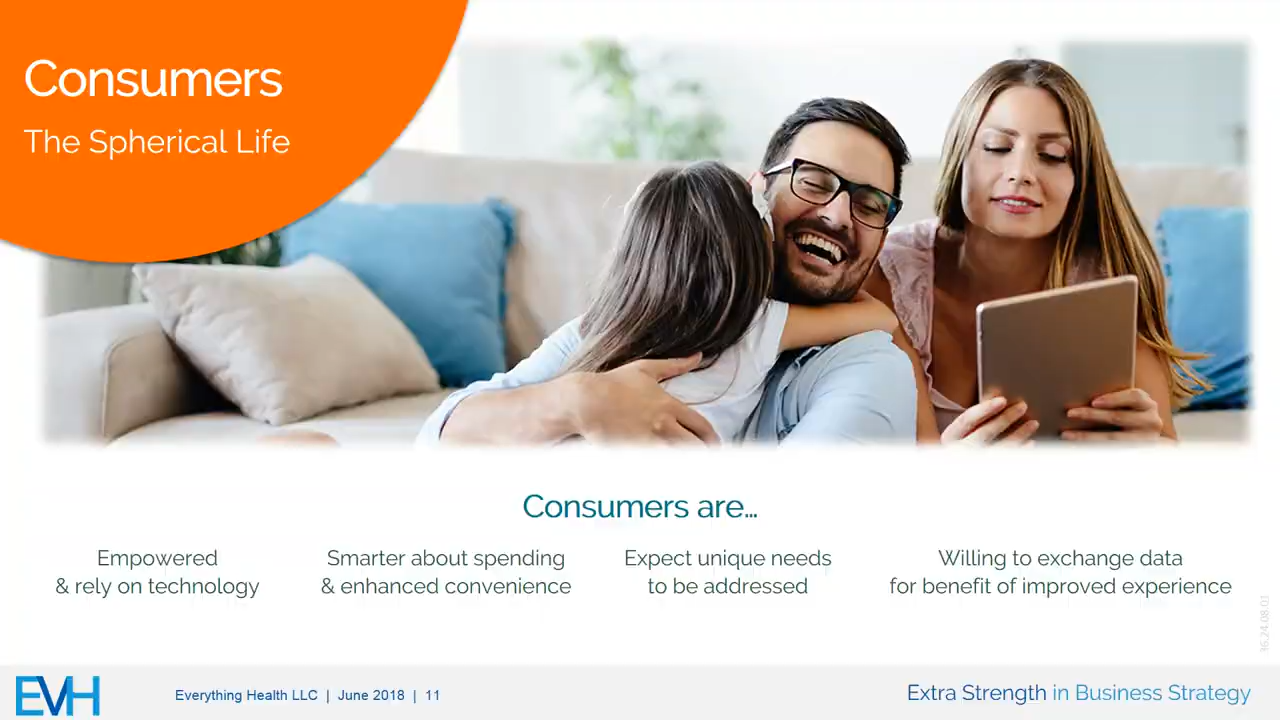 Consumers
The Spherical Life
Consumers are…
Empowered
& rely on technology
Smarter about spending
& enhanced convenience
Expect unique needs
to be addressed
Willing to exchange data
for benefit of improved experience
EVH
Everything Health LLC | June 2018 | 11
Extra Strength in Business Strategy